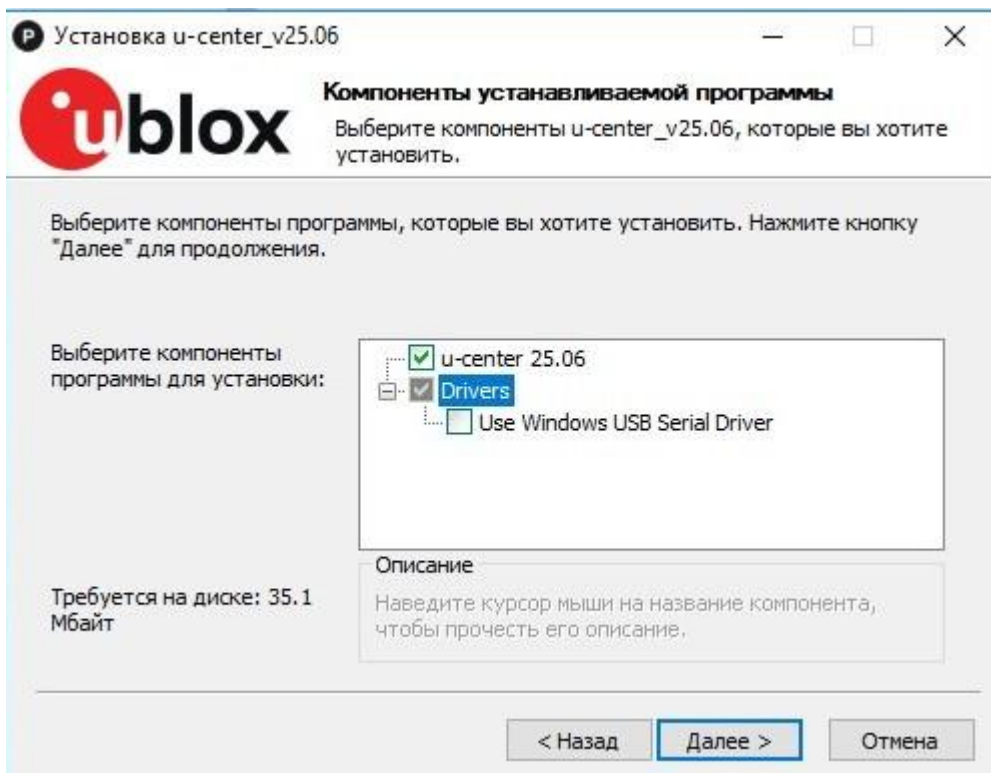 Установка u-center_v25.06
ublox
Компоненты устанавливаемой программы
Выберите компоненты u-center_v25.06, которые вы хотите
установить.
Выберите компоненты программы, которые вы хотите установить. Нажмите кнопку
"Далее" для продолжения.
Выберите компоненты
программы для установки:
u-center 25.06
Drivers
Use Windows USB Serial Driver
Требуется на диске: 35.1
Мбайт
Описание
Наведите курсор мыши на название компонента,
чтобы прочесть его описание.
< Назад
Далее >
Отмена